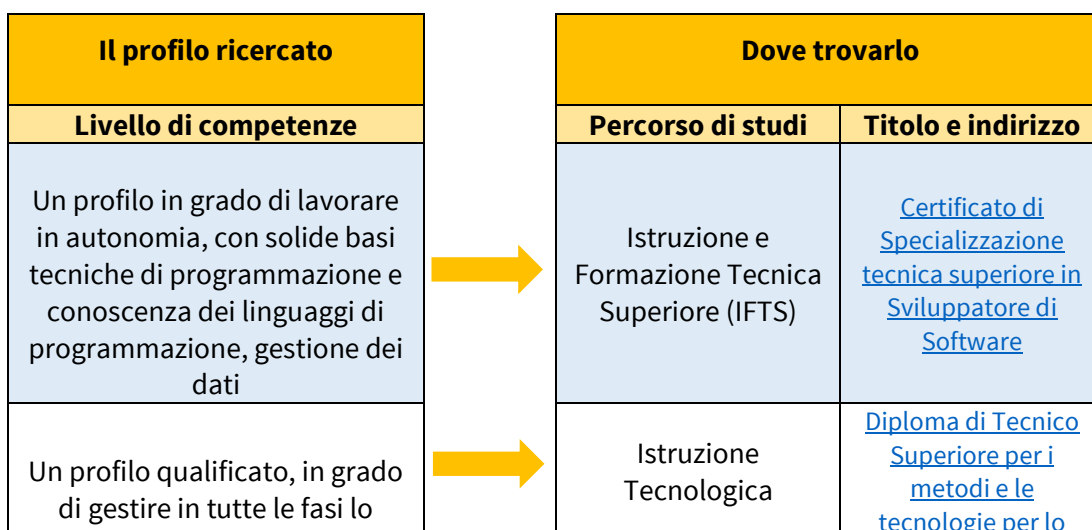 Il profilo ricercato
Dove trovarlo
Livello di competenze
Percorso di studi
Titolo e indirizzo
Un profilo in grado di lavorare
in autonomia, con solide basi
tecniche di programmazione e
conoscenza dei linguaggi di
programmazione, gestione dei
dati
Istruzione e
Formazione Tecnica
Superiore (IFTS)
Certificato di
Specializzazione
tecnica superiore in
Sviluppatore di
Software
Un profilo qualificato, in grado
di gestire in tutte le fasi lo
Istruzione
Tecnologica
Diploma di Tecnico
Superiore per i
metodi e le
tecnologie per lo